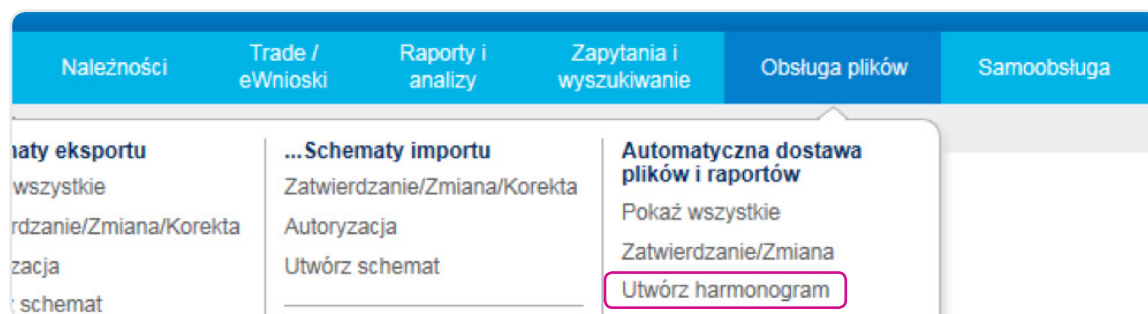 Należności
Trade /
eWnioski
Raporty i
analizy
Zapytania i
wyszukiwanie
Obsługa plików
Samoobsługa
maty eksportu
wszystkie
rdzanie/Zmiana/Korekta
zacja
schemat
...Schematy importu
Zatwierdzanie/Zmiana/Korekta
Autoryzacja
Utwórz schemat
Automatyczna dostawa
plików i raportów
Pokaż wszystkie
Zatwierdzanie/Zmiana
Utwórz harmonogram